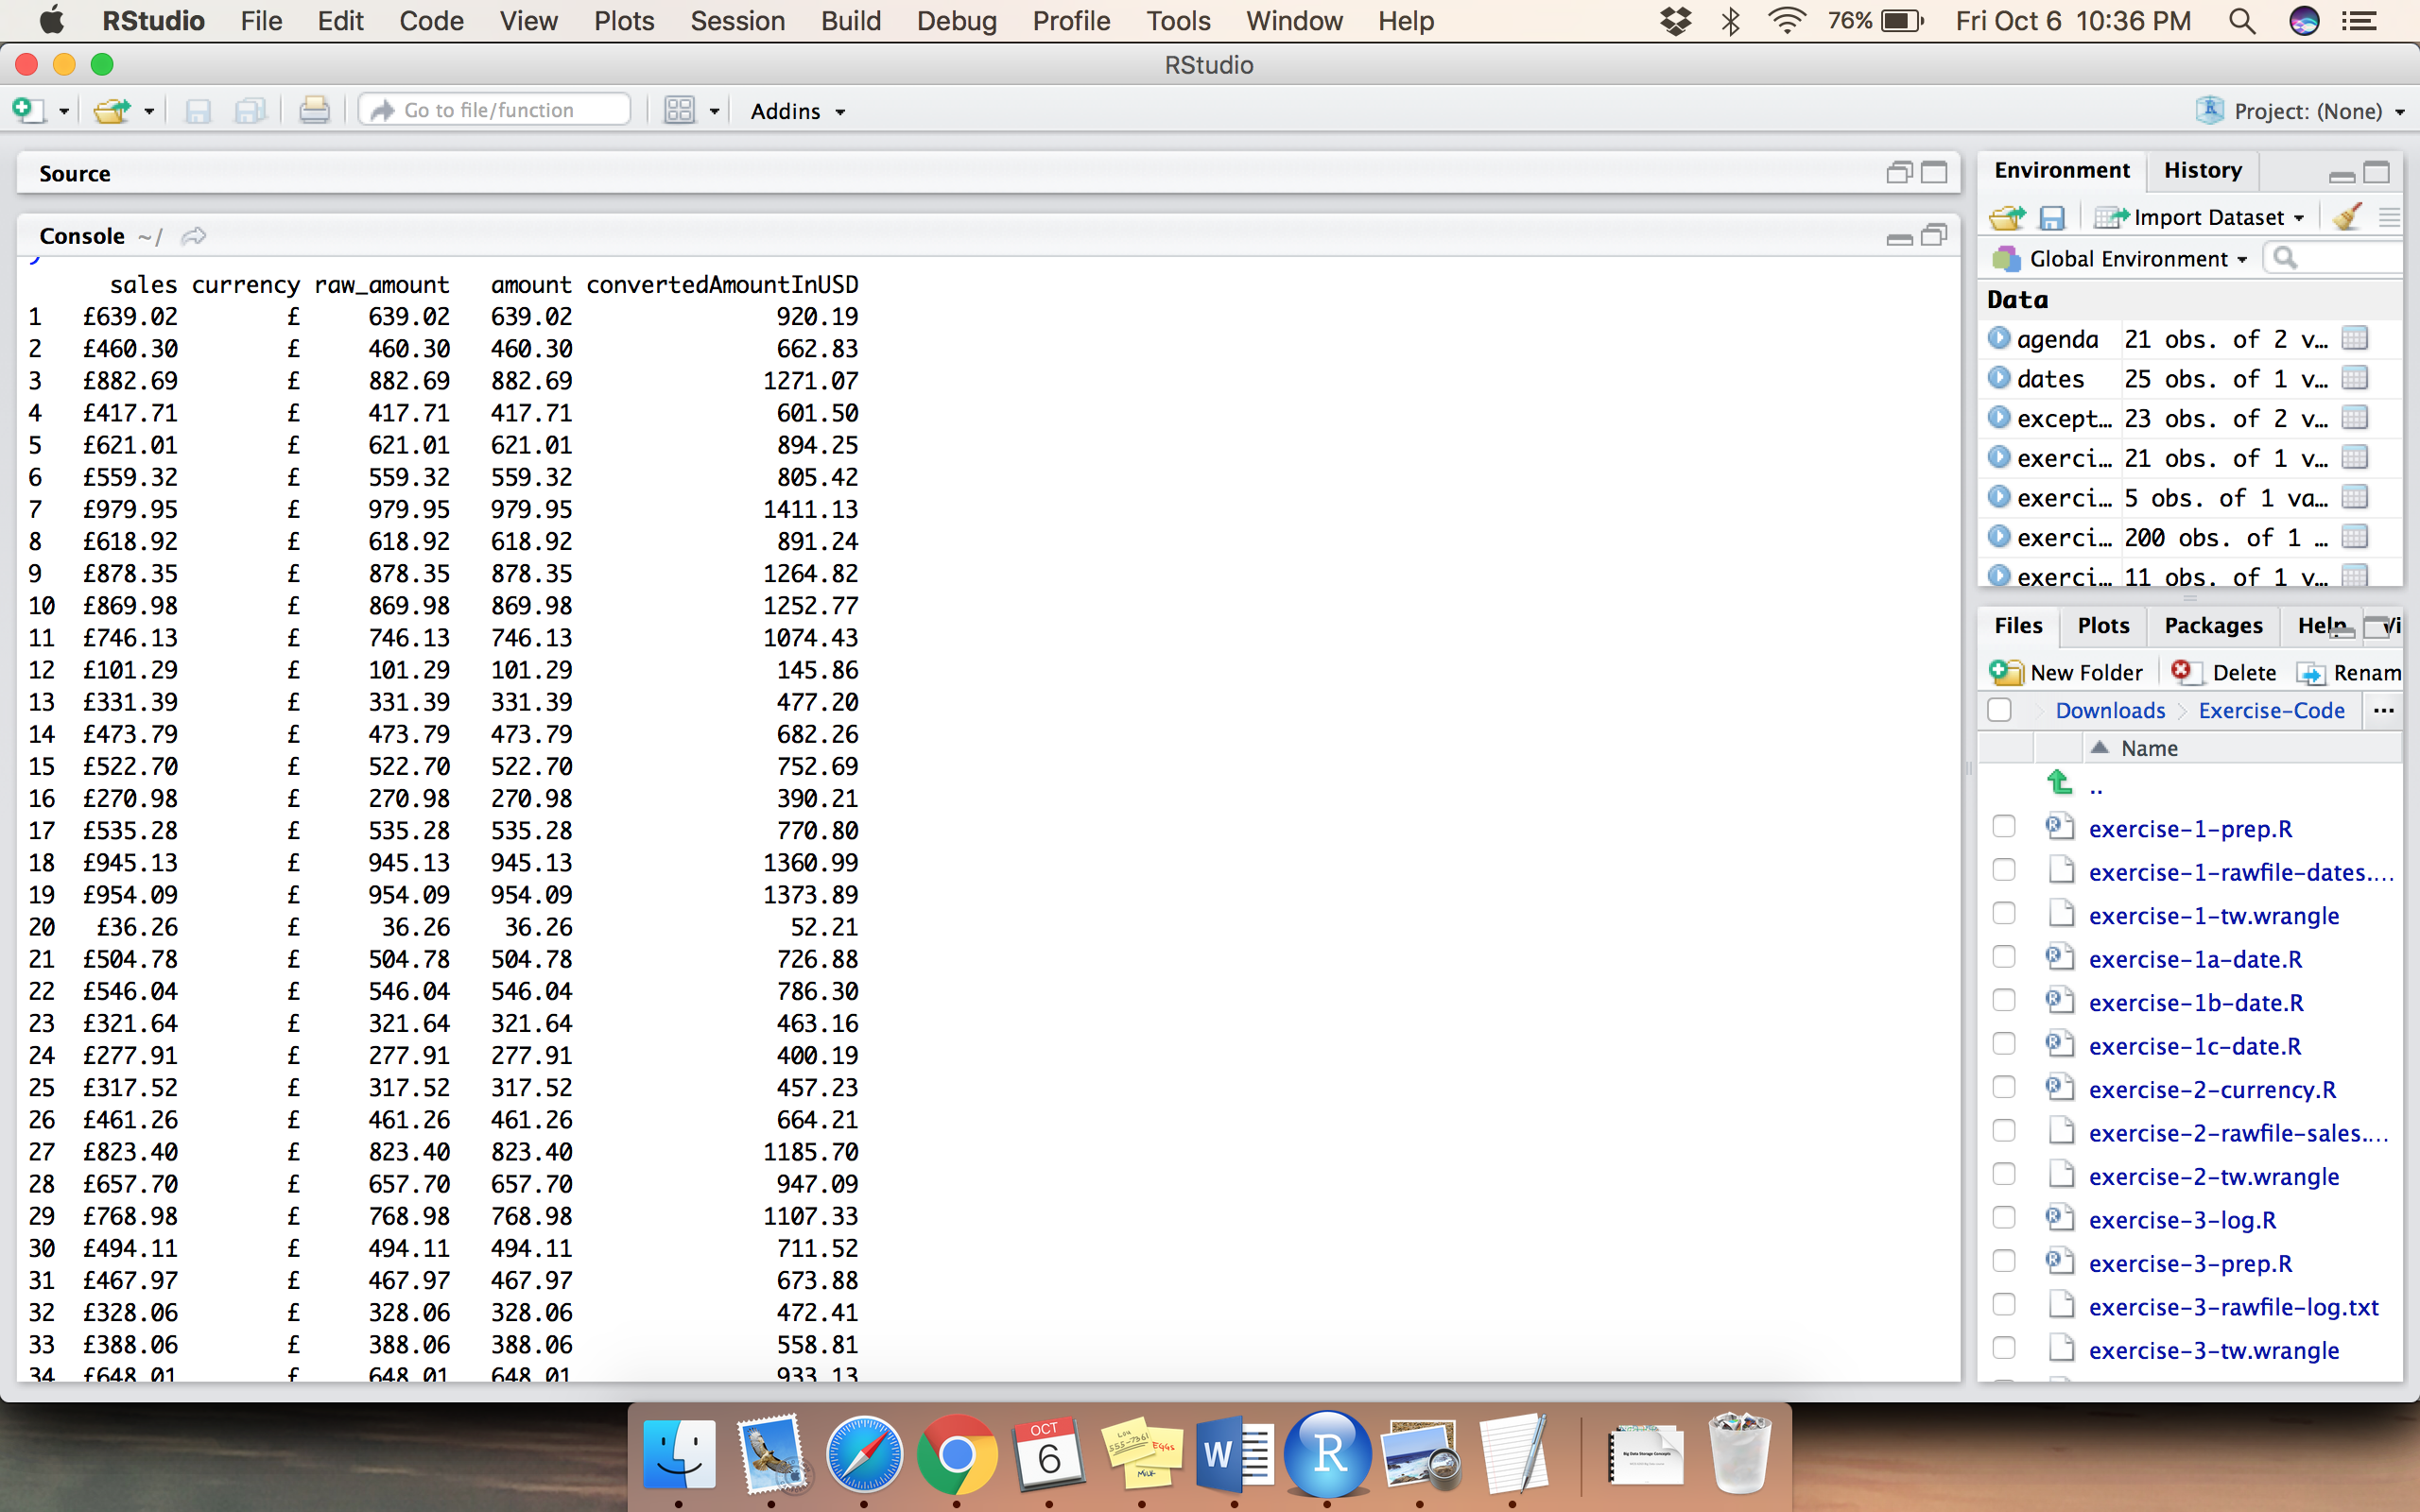 RStudio File Edit Code View Plots Session Build Debug Profile Tools Window Help 76% Fri Oct 6 10:36 PM
RStudio
Go to file/function Addins Project: (None)
Source
Console ~/
sales currency raw_amount amount convertedAmountInUSD
1 £639.02 £ 639.02 639.02 920.19
2 £460.30 £ 460.30 460.30 662.83
3 £882.69 £ 882.69 882.69 1271.07
4 £417.71 £ 417.71 417.71 601.50
5 £621.01 £ 621.01 621.01 894.25
6 £559.32 £ 559.32 559.32 805.42
7 £979.95 £ 979.95 979.95 1411.13
8 £618.92 £ 618.92 618.92 891.24
9 £878.35 £ 878.35 878.35 1264.82
10 £869.98 £ 869.98 869.98 1252.77
11 £746.13 £ 746.13 746.13 1074.43
12 £101.29 £ 101.29 101.29 145.86
13 £331.39 £ 331.39 331.39 477.20
14 £473.79 £ 473.79 473.79 682.26
15 £522.70 £ 522.70 522.70 752.69
16 £270.98 £ 270.98 270.98 390.21
17 £535.28 £ 535.28 535.28 770.80
18 £945.13 £ 945.13 945.13 1360.99
19 £954.09 £ 954.09 954.09 1373.89
20 £36.26 £ 36.26 36.26 52.21
21 £504.78 £ 504.78 504.78 726.88
22 £546.04 £ 546.04 546.04 786.30
23 £321.64 £ 321.64 321.64 463.16
24 £277.91 £ 277.91 277.91 400.19
25 £317.52 £ 317.52 317.52 457.23
26 £461.26 £ 461.26 461.26 664.21
27 £823.40 £ 823.40 823.40 1185.70
28 £657.70 £ 657.70 657.70 947.09
29 £768.98 £ 768.98 768.98 1107.33
30 £494.11 £ 494.11 494.11 711.52
31 £467.97 £ 467.97 467.97 673.88
32 £328.06 £ 328.06 328.06 472.41
33 £388.06 £ 388.06 388.06 558.81
34 £648.01 £ 648.01 648.01 933.13
Environment History
Import Dataset
Global Environment
Data
agenda 21 obs. of 2 v…
dates 25 obs. of 1 v…
except… 23 obs. of 2 v…
exerci… 21 obs. of 1 v…
exerci… 5 obs. of 1 va…
exerci… 200 obs. of 1 …
exerci… 11 obs. of 1 v…
Files Plots Packages Help Vi
New Folder Delete Renam
Downloads Exercise-Code ...
Name
..
exercise-1-prep.R
exercise-1-rawfile-dates.…
exercise-1-tw.wrangle
exercise-1a-date.R
exercise-1b-date.R
exercise-1c-date.R
exercise-2-currency.R
exercise-2-rawfile-sales.…
exercise-2-tw.wrangle
exercise-3-log.R
exercise-3-prep.R
exercise-3-rawfile-log.txt
exercise-3-tw.wrangle
OCT
6
EGGS
MILK
W
R
Big Data Storage Concepts